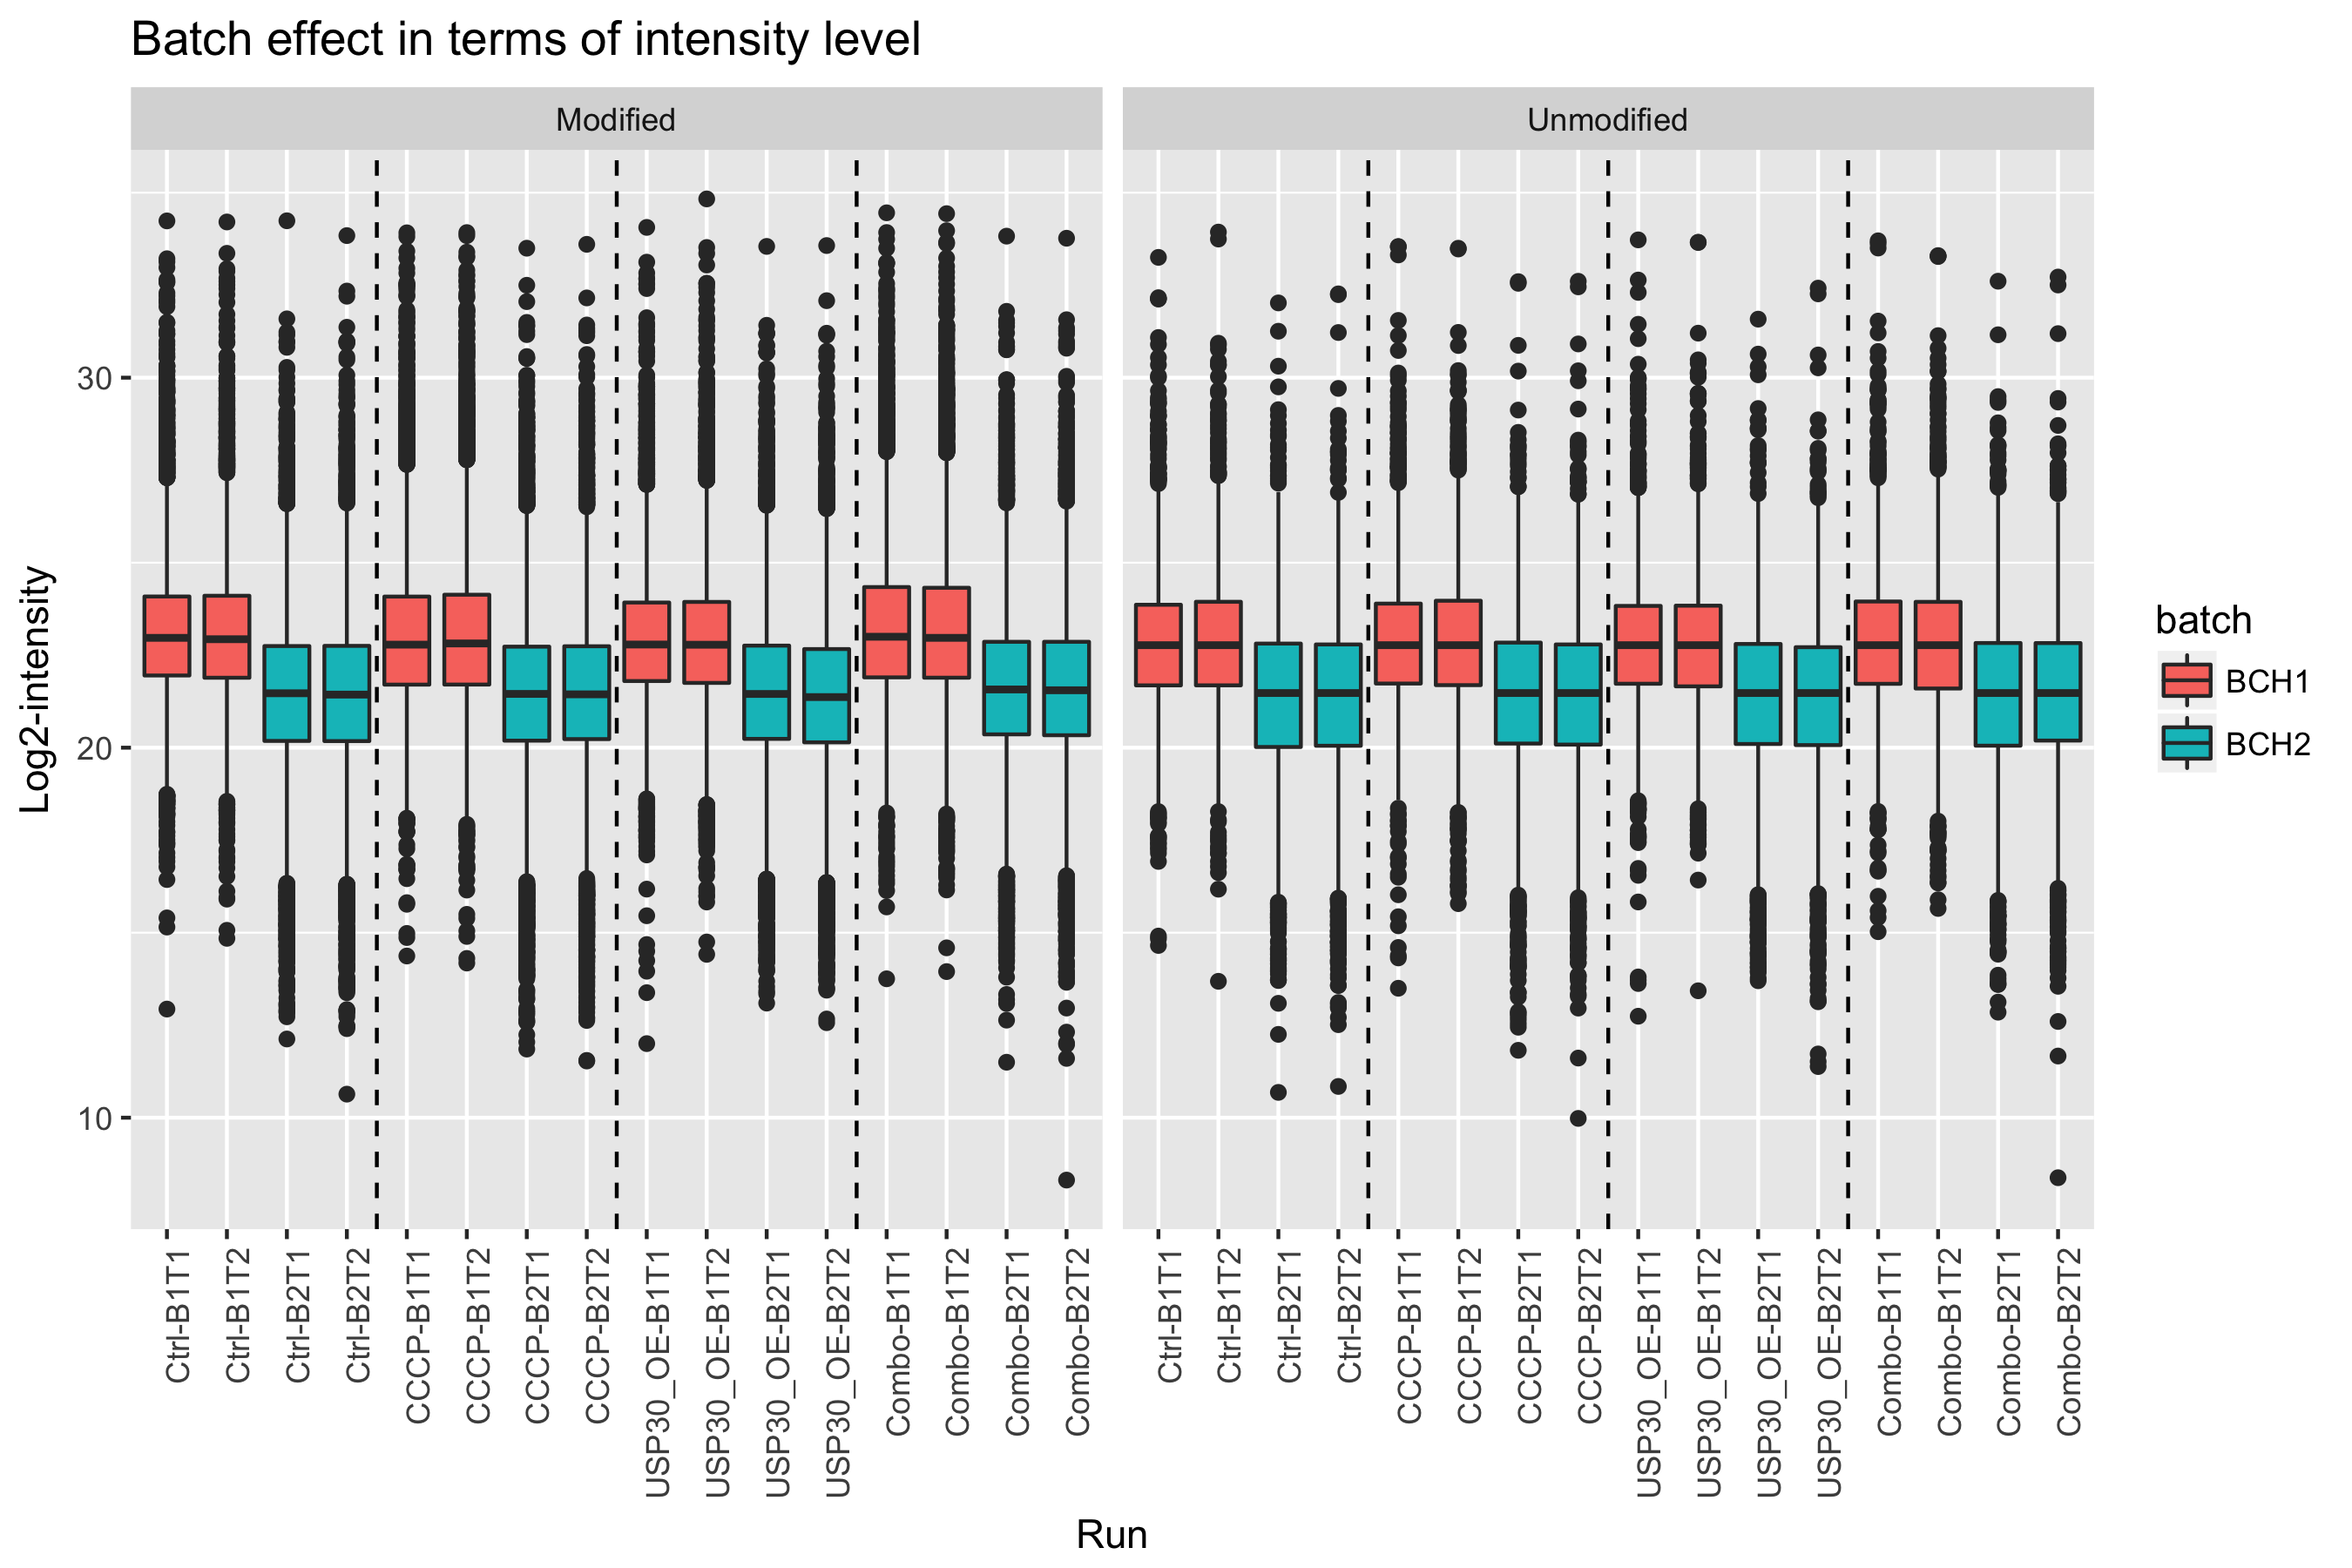 Batch effect in terms of intensity level
Modified
Unmodified
Log2-intensity
30
20
10
Ctrl-B1T1
Ctrl-B1T2
Ctrl-B2T1
Ctrl-B2T2
CCCP-B1T1
CCCP-B1T2
CCCP-B2T1
CCCP-B2T2
USP30_OE-B1T1
USP30_OE-B1T2
USP30_OE-B2T1
USP30_OE-B2T2
Combo-B1T1
Combo-B1T2
Combo-B2T1
Combo-B2T2
Ctrl-B1T1
Ctrl-B1T2
Ctrl-B2T1
Ctrl-B2T2
CCCP-B1T1
CCCP-B1T2
CCCP-B2T1
CCCP-B2T2
USP30_OE-B1T1
USP30_OE-B1T2
USP30_OE-B2T1
USP30_OE-B2T2
Combo-B1T1
Combo-B1T2
Combo-B2T1
Combo-B2T2
Run
batch
BCH1
BCH2